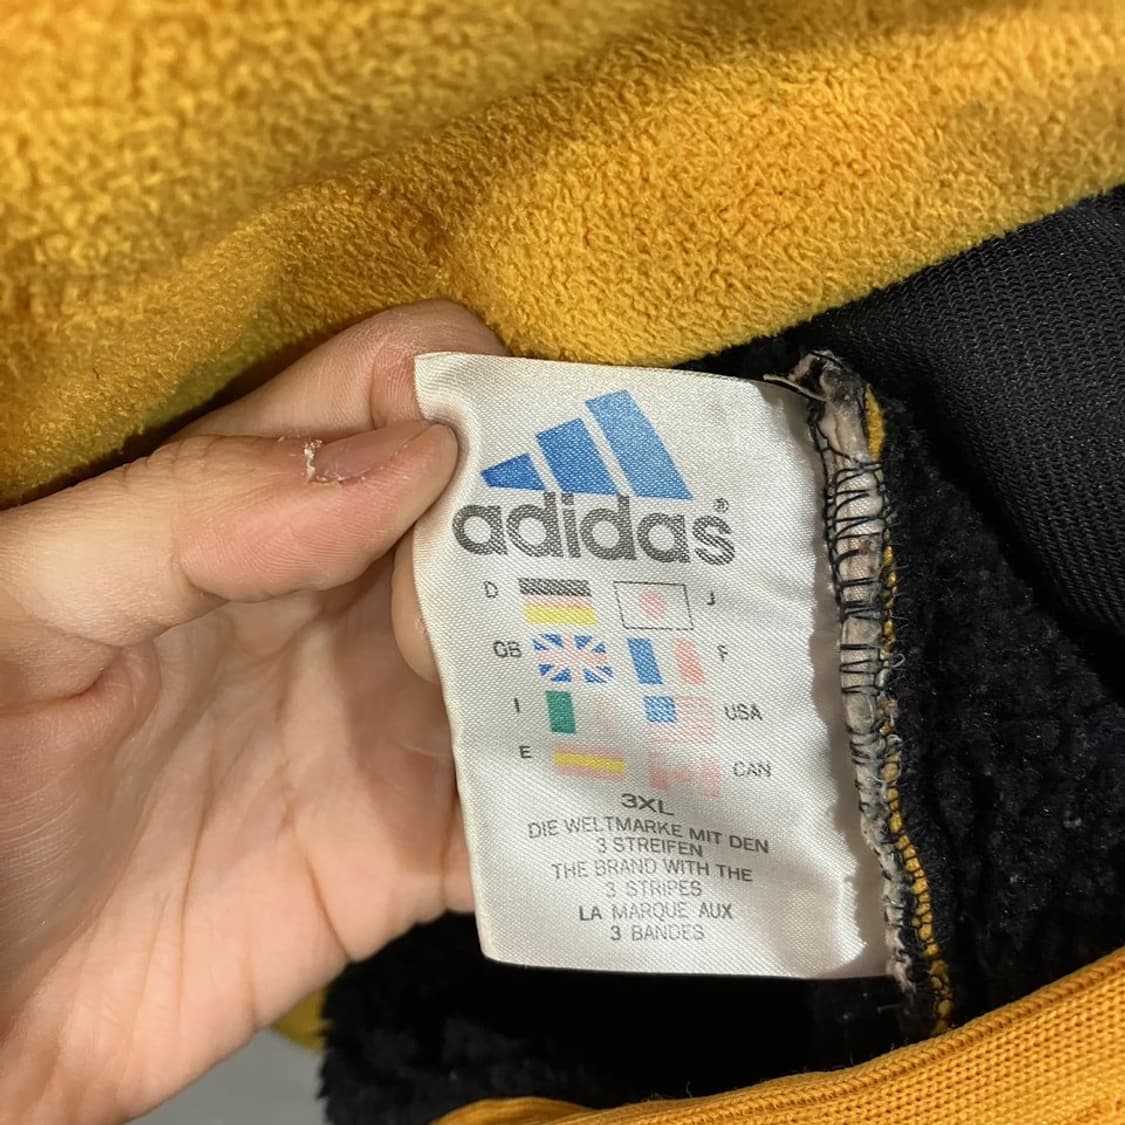 adidas®
D J
GB F
I USA
E CAN
3XL
DIE WELTMARKE MIT DEN
3 STREIFEN
THE BRAND WITH THE
3 STRIPES
LA MARQUE AUX
3 BANDES